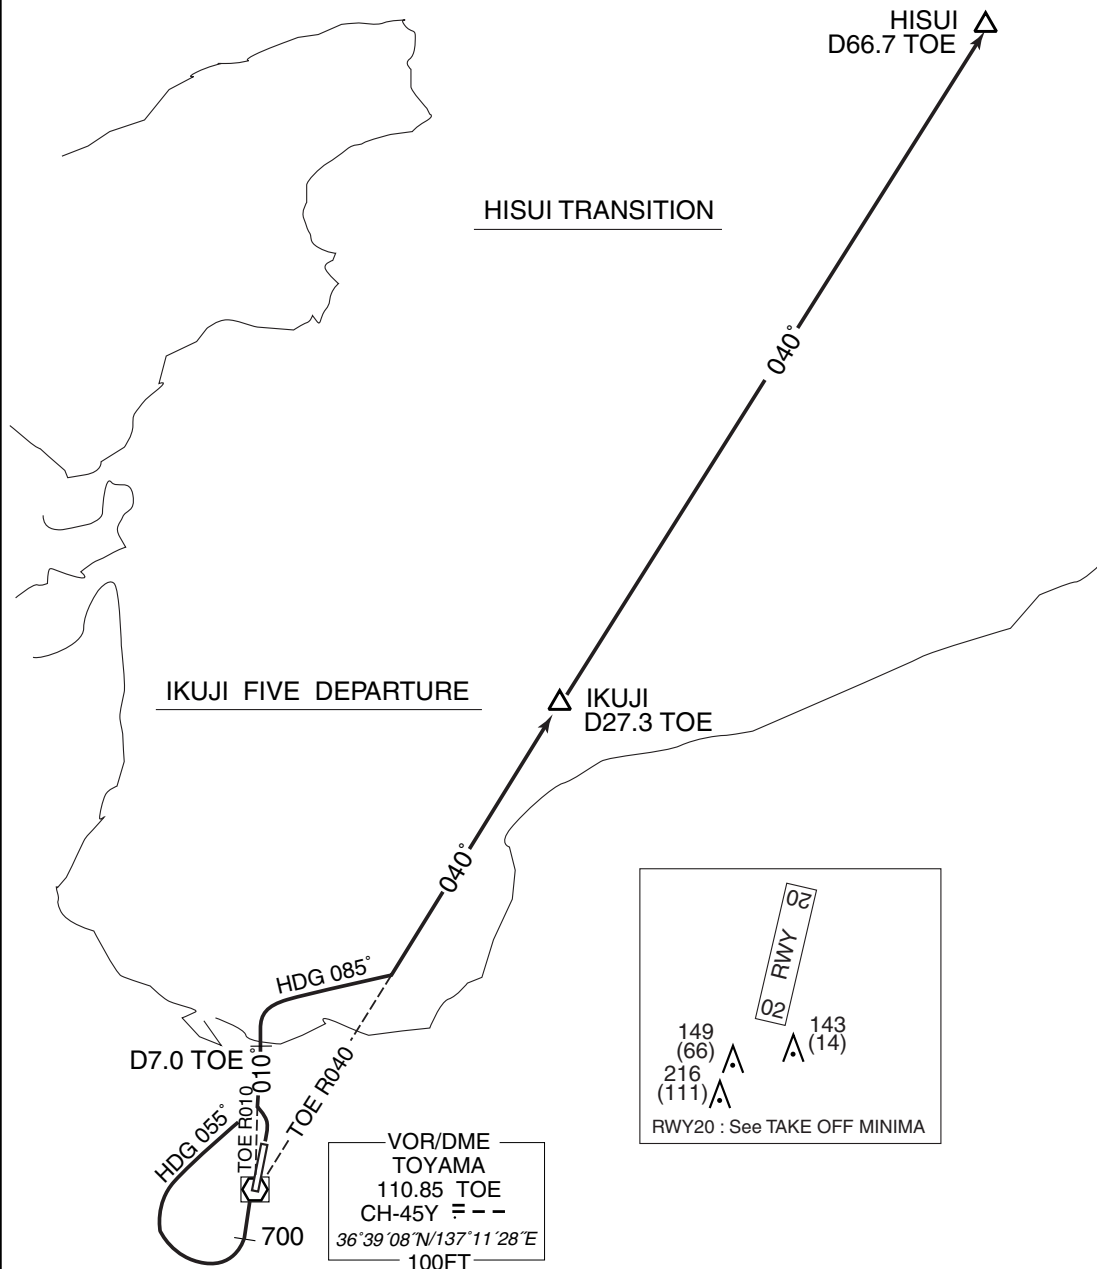 HISUI
D66.7 TOE
HISUI TRANSITION
040°
IKUJI FIVE DEPARTURE
IKUJI
D27.3 TOE
040°
HDG 085°
D7.0 TOE
010°
TOE R010
TOE R040
HDG 055°
700
VOR/DME
TOYAMA
110.85 TOE
CH-45Y
36°39´08˝N/137°11´28˝E
100FT
20
RWY
02
149
(66)
143
(14)
216
(111)
RWY20 : See TAKE OFF MINIMA